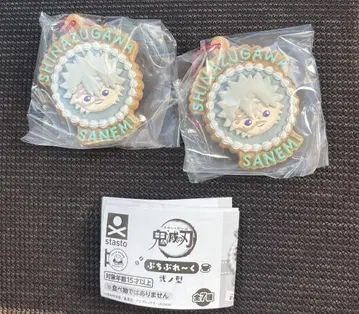 SHINAZUGAWA
SANEMI
SHINAZUGAWA
SANEMI
stasto
鬼滅の刃
ぷちぶれーく
弐ノ型
対象年齢15才以上
※食べ物ではありません
全7種